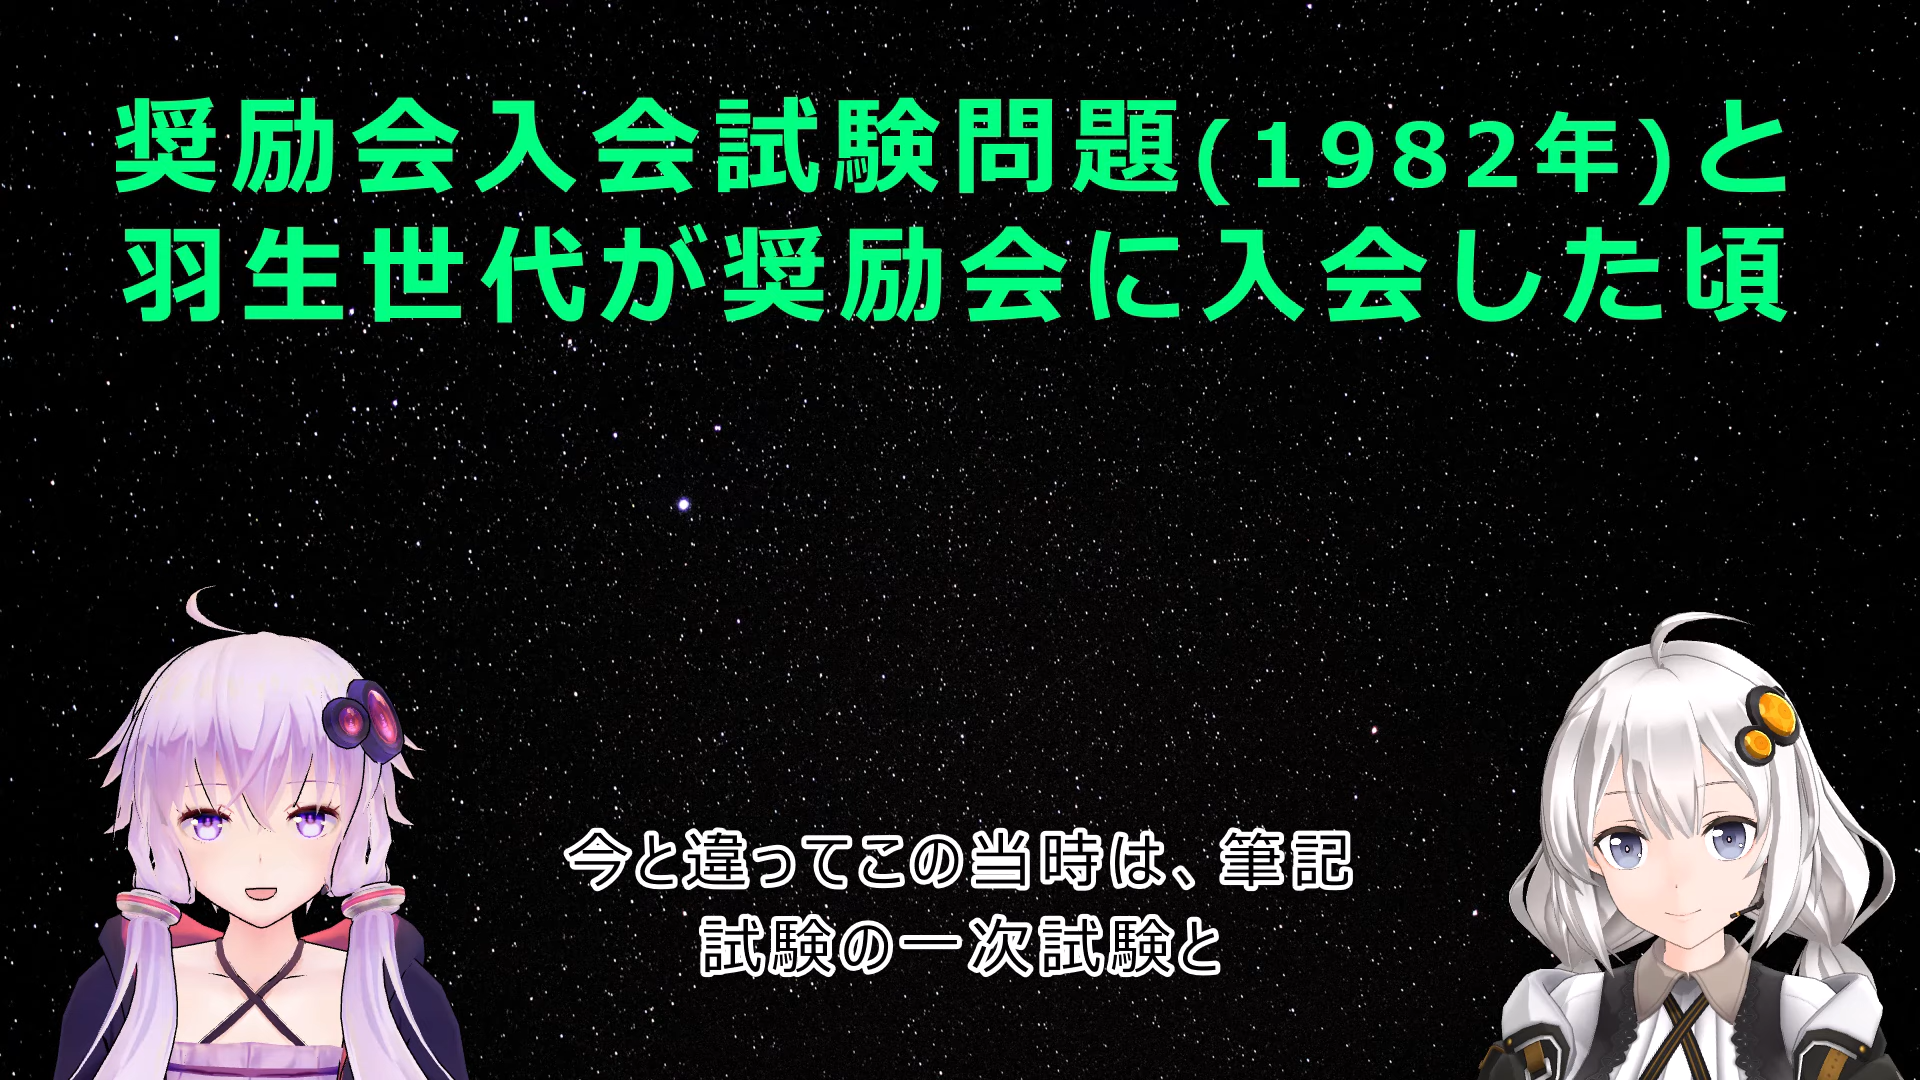 奨励会入会試験問題(1982年)と
羽生世代が奨励会に入会した頃
今と違ってこの当時は、筆記
試験の一次試験と